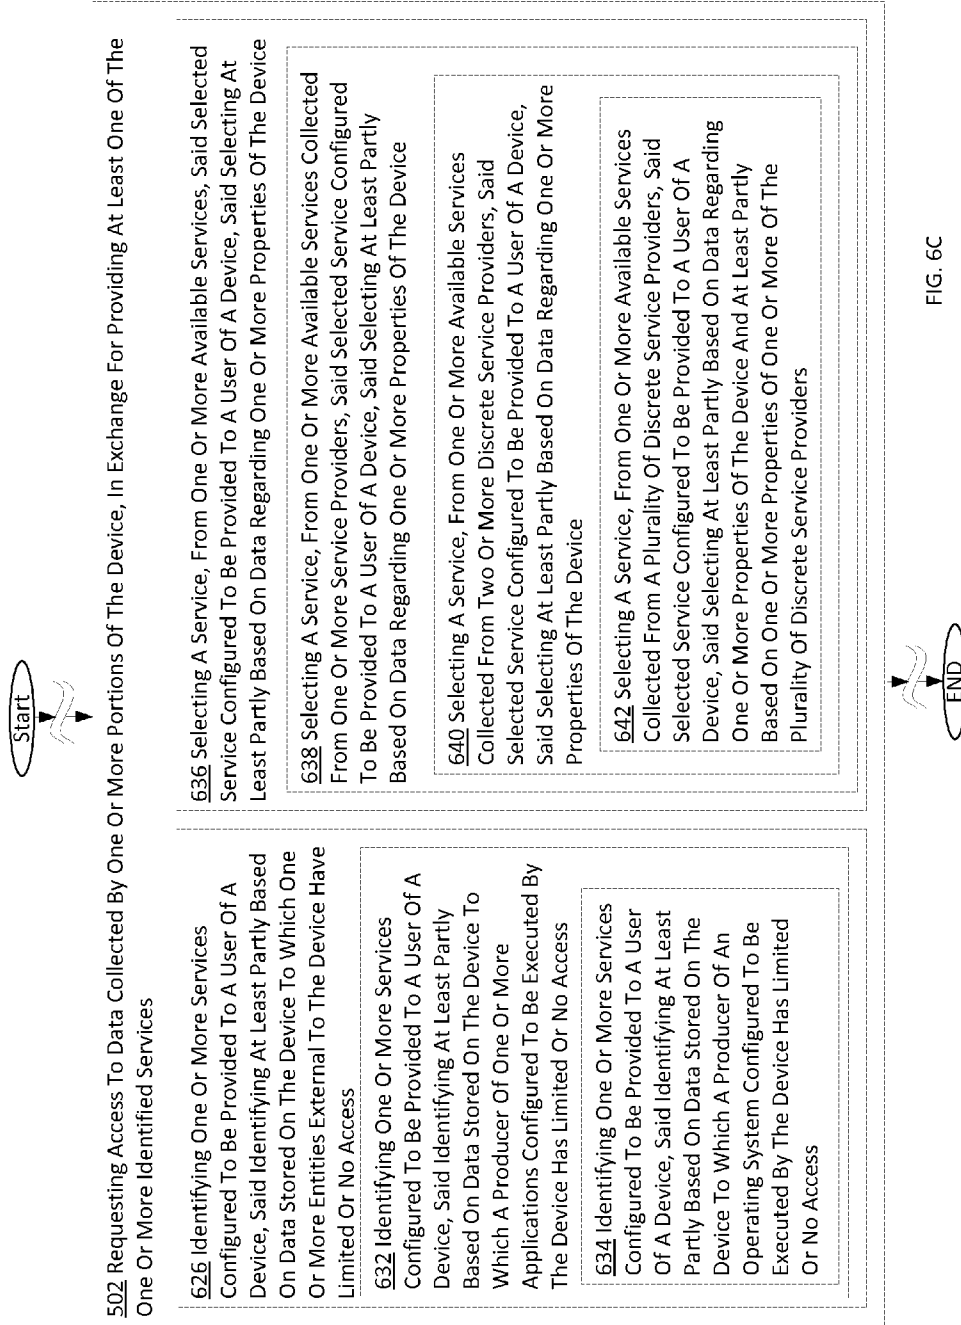 Start
502 Requesting Access To Data Collected By One Or More Portions Of The Device, In Exchange For Providing At Least One Of The
One Or More Identified Services
626 Identifying One Or More Services
Configured To Be Provided To A User Of A
Device, Said Identifying At Least Partly Based
On Data Stored On The Device To Which One
Or More Entities External To The Device Have
Limited Or No Access
632 Identifying One Or More Services
Configured To Be Provided To A User Of A
Device, Said Identifying At Least Partly
Based On Data Stored On The Device To
Which A Producer Of One Or More
Applications Configured To Be Executed By
The Device Has Limited Or No Access
634 Identifying One Or More Services
Configured To Be Provided To A User
Of A Device, Said Identifying At Least
Partly Based On Data Stored On The
Device To Which A Producer Of An
Operating System Configured To Be
Executed By The Device Has Limited
Or No Access
636 Selecting A Service, From One Or More Available Services, Said Selected
Service Configured To Be Provided To A User Of A Device, Said Selecting At
Least Partly Based On Data Regarding One Or More Properties Of The Device
638 Selecting A Service, From One Or More Available Services Collected
From One Or More Service Providers, Said Selected Service Configured
To Be Provided To A User Of A Device, Said Selecting At Least Partly
Based On Data Regarding One Or More Properties Of The Device
640 Selecting A Service, From One Or More Available Services
Collected From Two Or More Discrete Service Providers, Said
Selected Service Configured To Be Provided To A User Of A Device,
Said Selecting At Least Partly Based On Data Regarding One Or More
Properties Of The Device
642 Selecting A Service, From One Or More Available Services
Collected From A Plurality Of Discrete Service Providers, Said
Selected Service Configured To Be Provided To A User Of A
Device, Said Selecting At Least Partly Based On Data Regarding
One Or More Properties Of The Device And At Least Partly
Based On One Or More Properties Of One Or More Of The
Plurality Of Discrete Service Providers
END
FIG. 6C